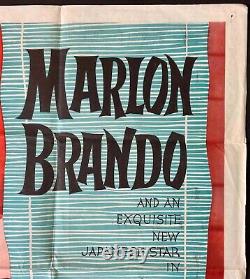 MARLON
BRANDO
AND AN
EXQUISITE
NEW
JAPANESE STAR
IN